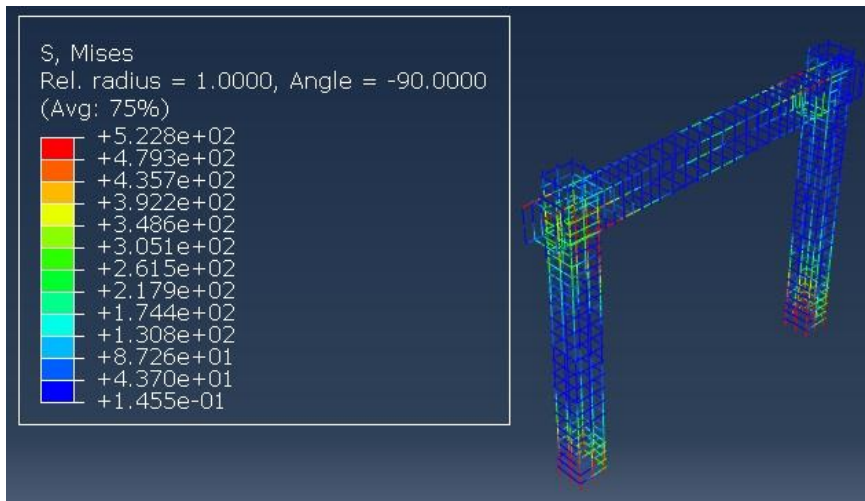 S, Mises
Rel. radius = 1.0000, Angle = -90.0000
(Avg: 75%)
+5.228e+02
+4.793e+02
+4.357e+02
+3.922e+02
+3.486e+02
+3.051e+02
+2.615e+02
+2.179e+02
+1.744e+02
+1.308e+02
+8.726e+01
+4.370e+01
+1.455e-01